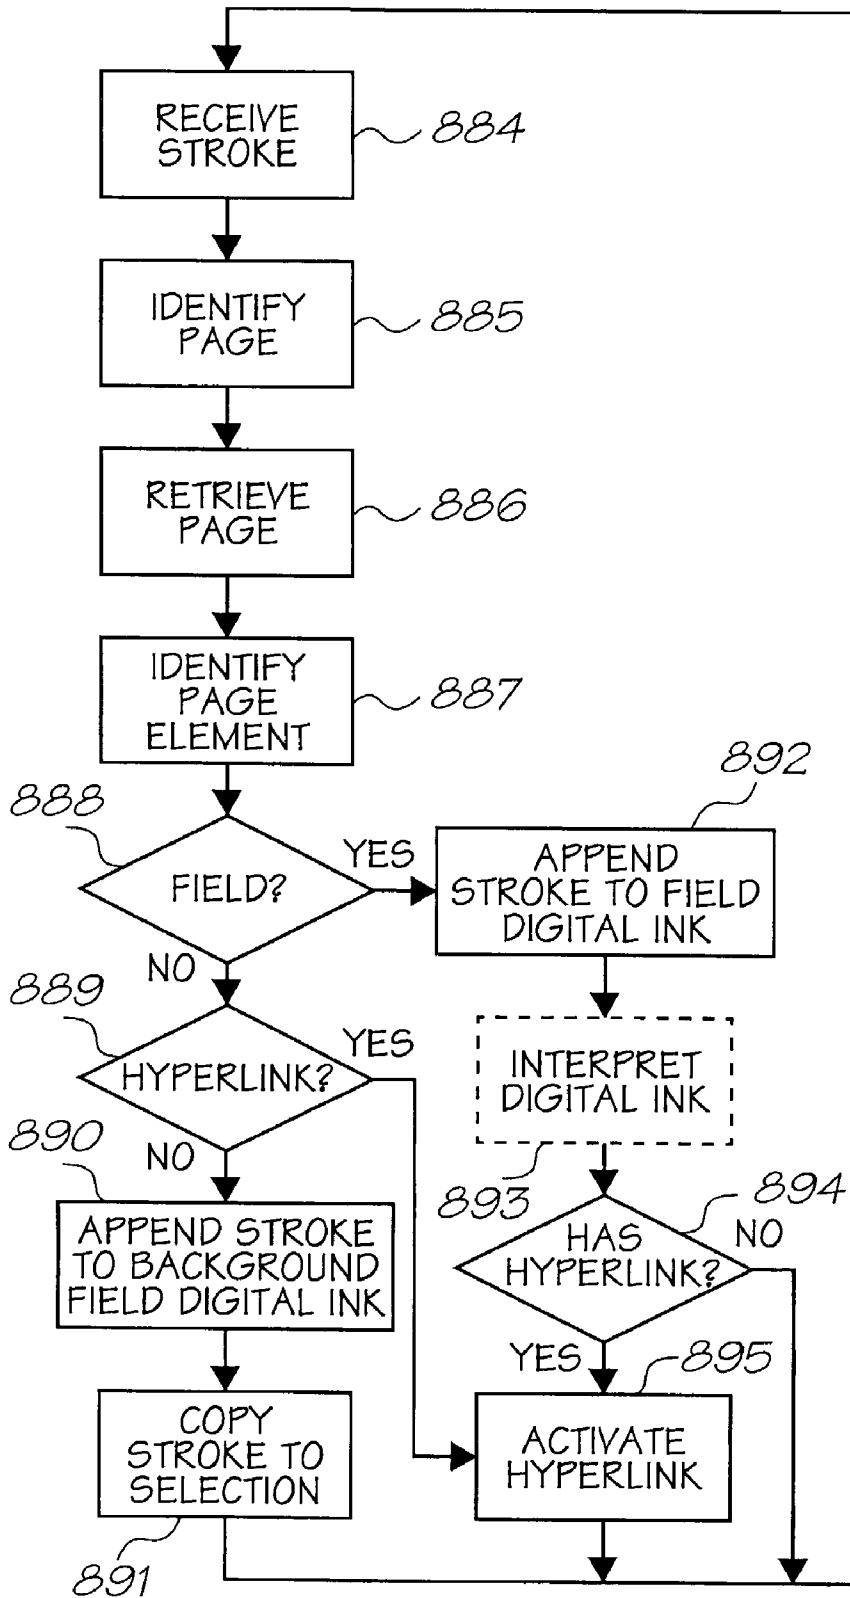 RECEIVE
STROKE
884
IDENTIFY
PAGE
885
RETRIEVE
PAGE
886
IDENTIFY
PAGE
ELEMENT
887
888
FIELD?
YES
NO
892
APPEND
STROKE TO FIELD
DIGITAL INK
889
HYPERLINK?
YES
NO
INTERPRET
DIGITAL INK
893
890
APPEND STROKE
TO BACKGROUND
FIELD DIGITAL INK
894
HAS
HYPERLINK?
NO
YES
895
COPY
STROKE TO
SELECTION
891
ACTIVATE
HYPERLINK